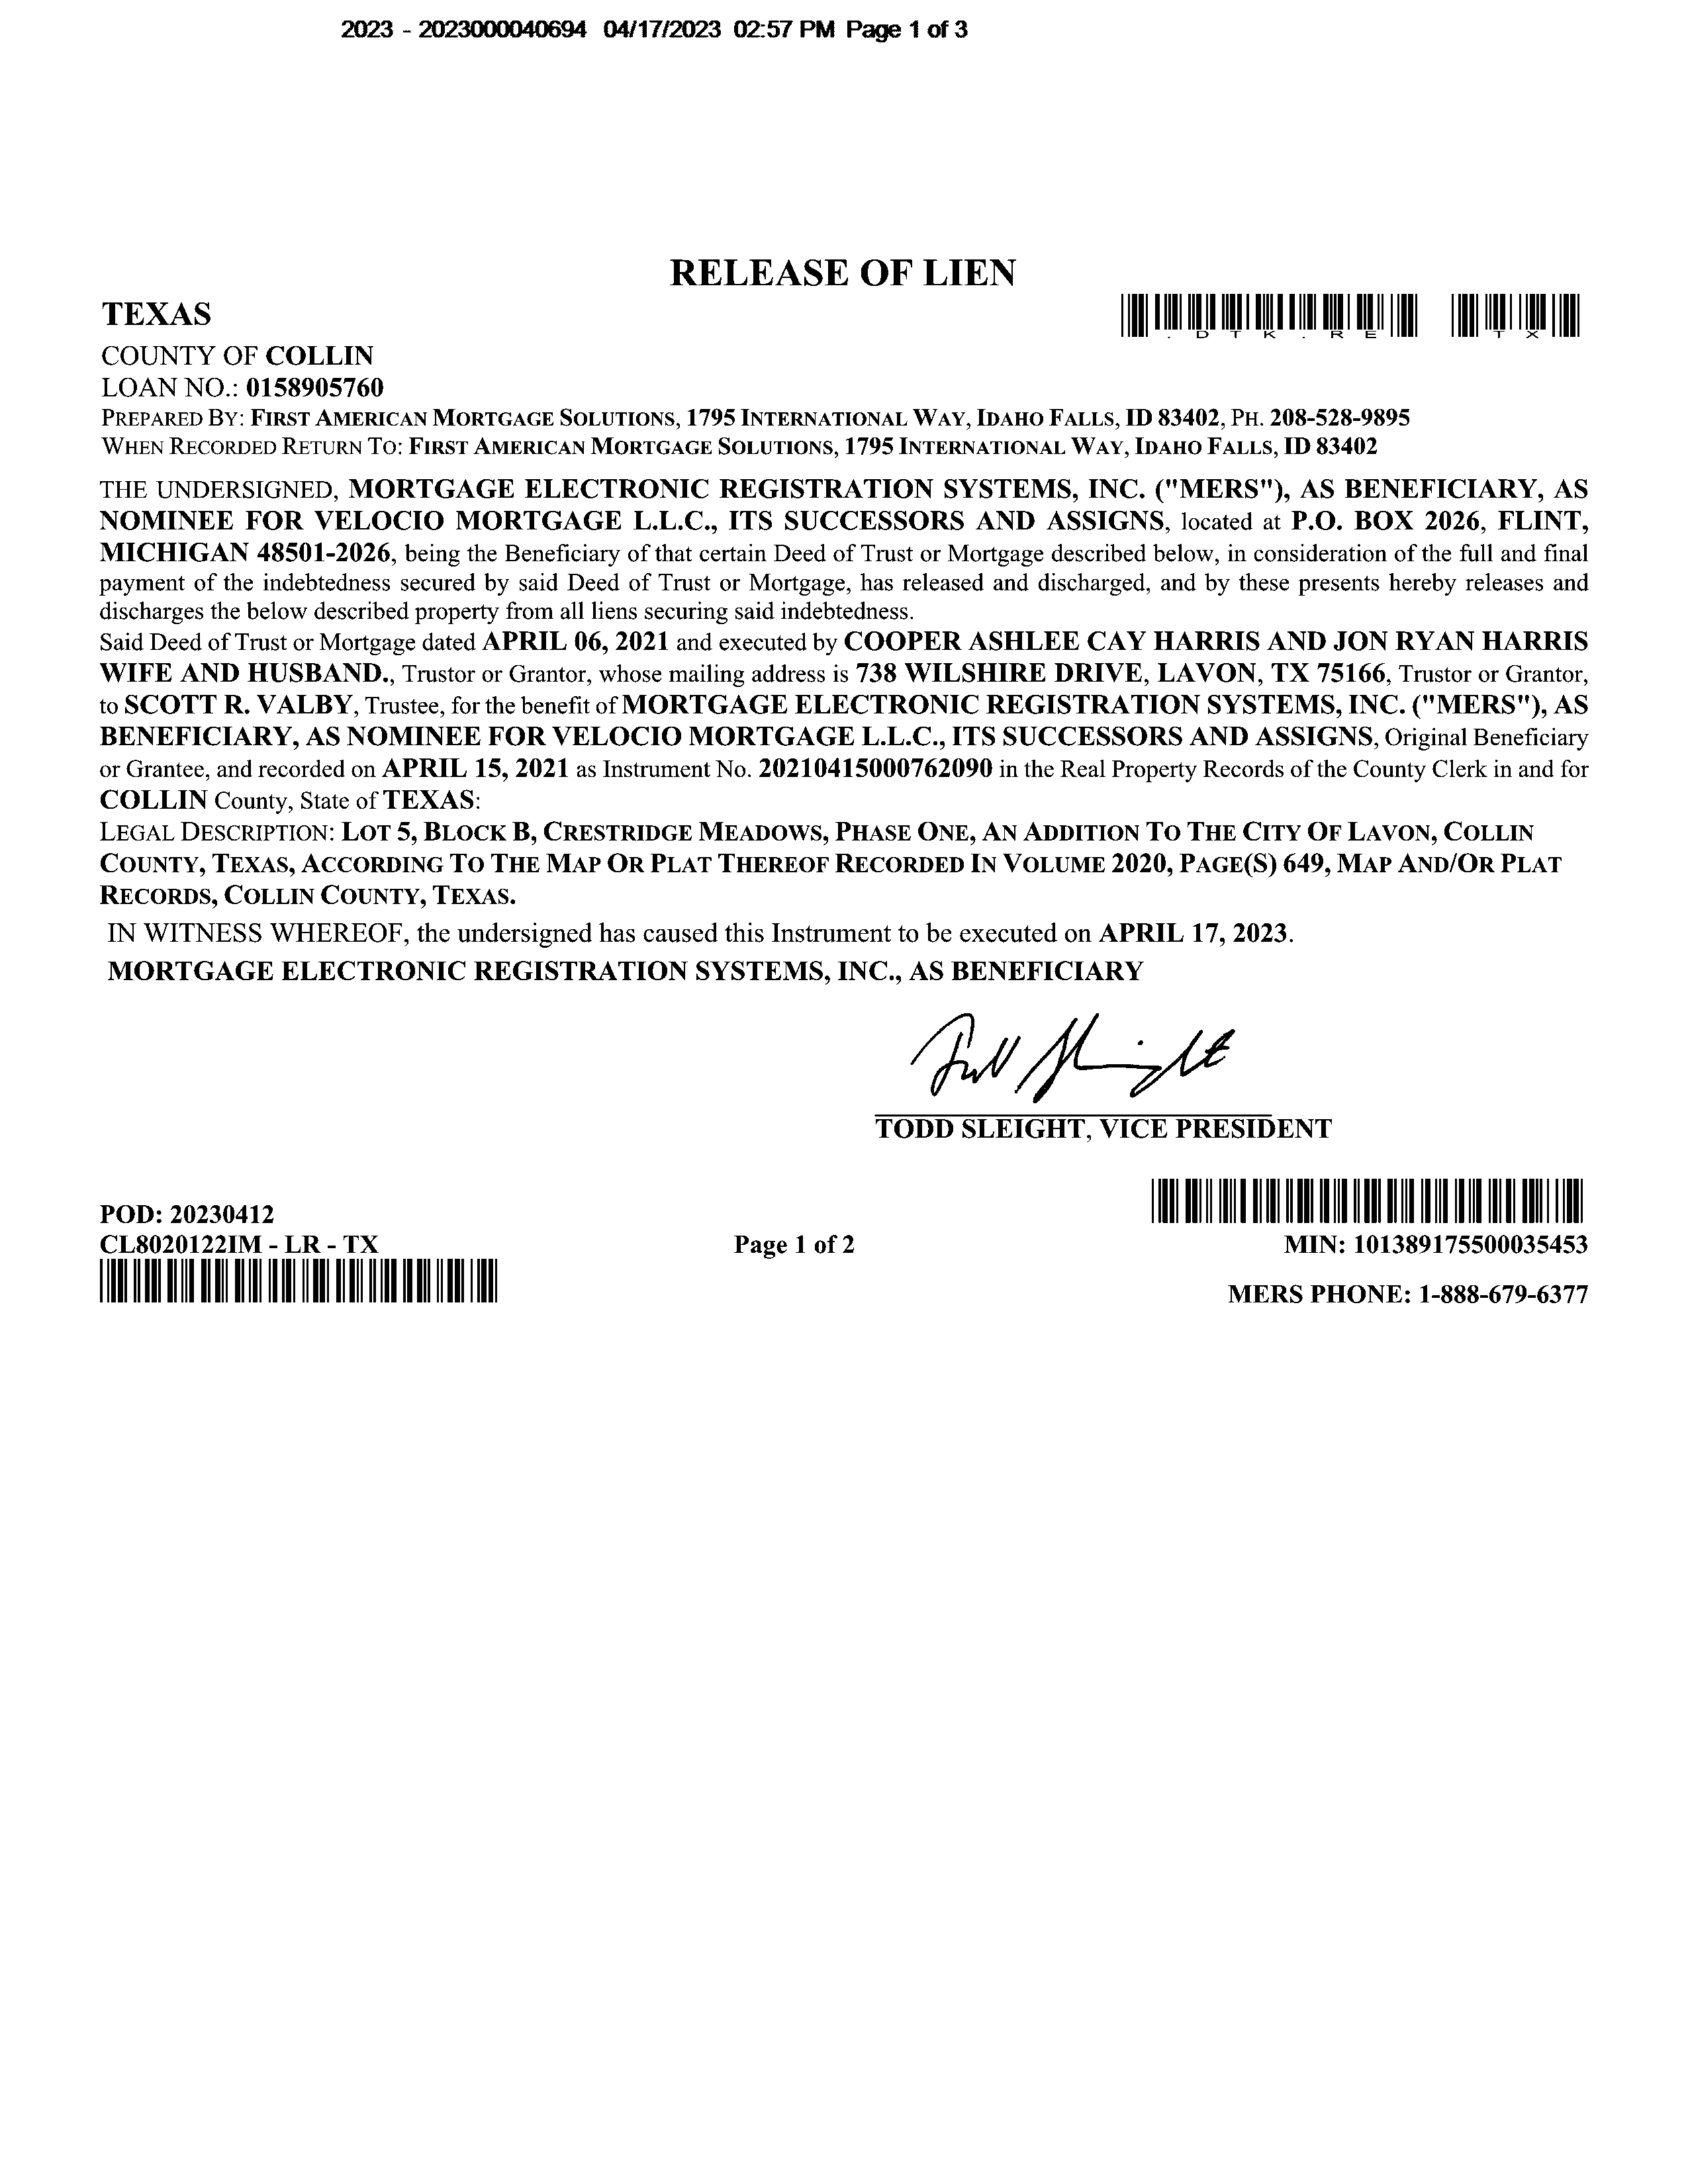 2023 - 2023000040694 04/17/2023 02:57 PM Page 1 of 3
RELEASE OF LIEN
TEXAS
. D T K . R E T X
COUNTY OF COLLIN
LOAN NO.: 0158905760
PREPARED BY: FIRST AMERICAN MORTGAGE SOLUTIONS, 1795 INTERNATIONAL WAY, IDAHO FALLS, ID 83402, PH. 208-528-9895
WHEN RECORDED RETURN TO: FIRST AMERICAN MORTGAGE SOLUTIONS, 1795 INTERNATIONAL WAY, IDAHO FALLS, ID 83402
THE UNDERSIGNED, MORTGAGE ELECTRONIC REGISTRATION SYSTEMS, INC. ("MERS"), AS BENEFICIARY, AS
NOMINEE FOR VELOCIO MORTGAGE L.L.C., ITS SUCCESSORS AND ASSIGNS, located at P.O. BOX 2026, FLINT,
MICHIGAN 48501-2026, being the Beneficiary of that certain Deed of Trust or Mortgage described below, in consideration of the full and final
payment of the indebtedness secured by said Deed of Trust or Mortgage, has released and discharged, and by these presents hereby releases and
discharges the below described property from all liens securing said indebtedness.
Said Deed of Trust or Mortgage dated APRIL 06, 2021 and executed by COOPER ASHLEE CAY HARRIS AND JON RYAN HARRIS
WIFE AND HUSBAND., Trustor or Grantor, whose mailing address is 738 WILSHIRE DRIVE, LAVON, TX 75166, Trustor or Grantor,
to SCOTT R. VALBY, Trustee, for the benefit of MORTGAGE ELECTRONIC REGISTRATION SYSTEMS, INC. ("MERS"), AS
BENEFICIARY, AS NOMINEE FOR VELOCIO MORTGAGE L.L.C., ITS SUCCESSORS AND ASSIGNS, Original Beneficiary
or Grantee, and recorded on APRIL 15, 2021 as Instrument No. 20210415000762090 in the Real Property Records of the County Clerk in and for
COLLIN County, State of TEXAS:
LEGAL DESCRIPTION: LOT 5, BLOCK B, CRESTRIDGE MEADOWS, PHASE ONE, AN ADDITION TO THE CITY OF LAVON, COLLIN
COUNTY, TEXAS, ACCORDING TO THE MAP OR PLAT THEREOF RECORDED IN VOLUME 2020, PAGE(S) 649, MAP AND/OR PLAT
RECORDS, COLLIN COUNTY, TEXAS.
IN WITNESS WHEREOF, the undersigned has caused this Instrument to be executed on APRIL 17, 2023.
MORTGAGE ELECTRONIC REGISTRATION SYSTEMS, INC., AS BENEFICIARY
TODD SLEIGHT, VICE PRESIDENT
POD: 20230412
CL8020122IM - LR - TX
Page 1 of 2
MIN: 101389175500035453
MERS PHONE: 1-888-679-6377